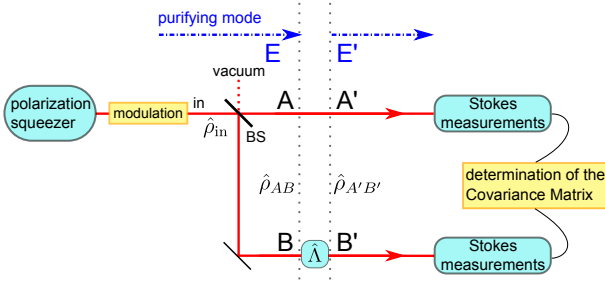 purifying mode
E E'
vacuum
polarization
squeezer
modulation
in
A A'
Stokes
measurements
ρ̂in
BS
ρ̂AB ρ̂A'B'
determination of the
Covariance Matrix
B Λ̂ B'
Stokes
measurements